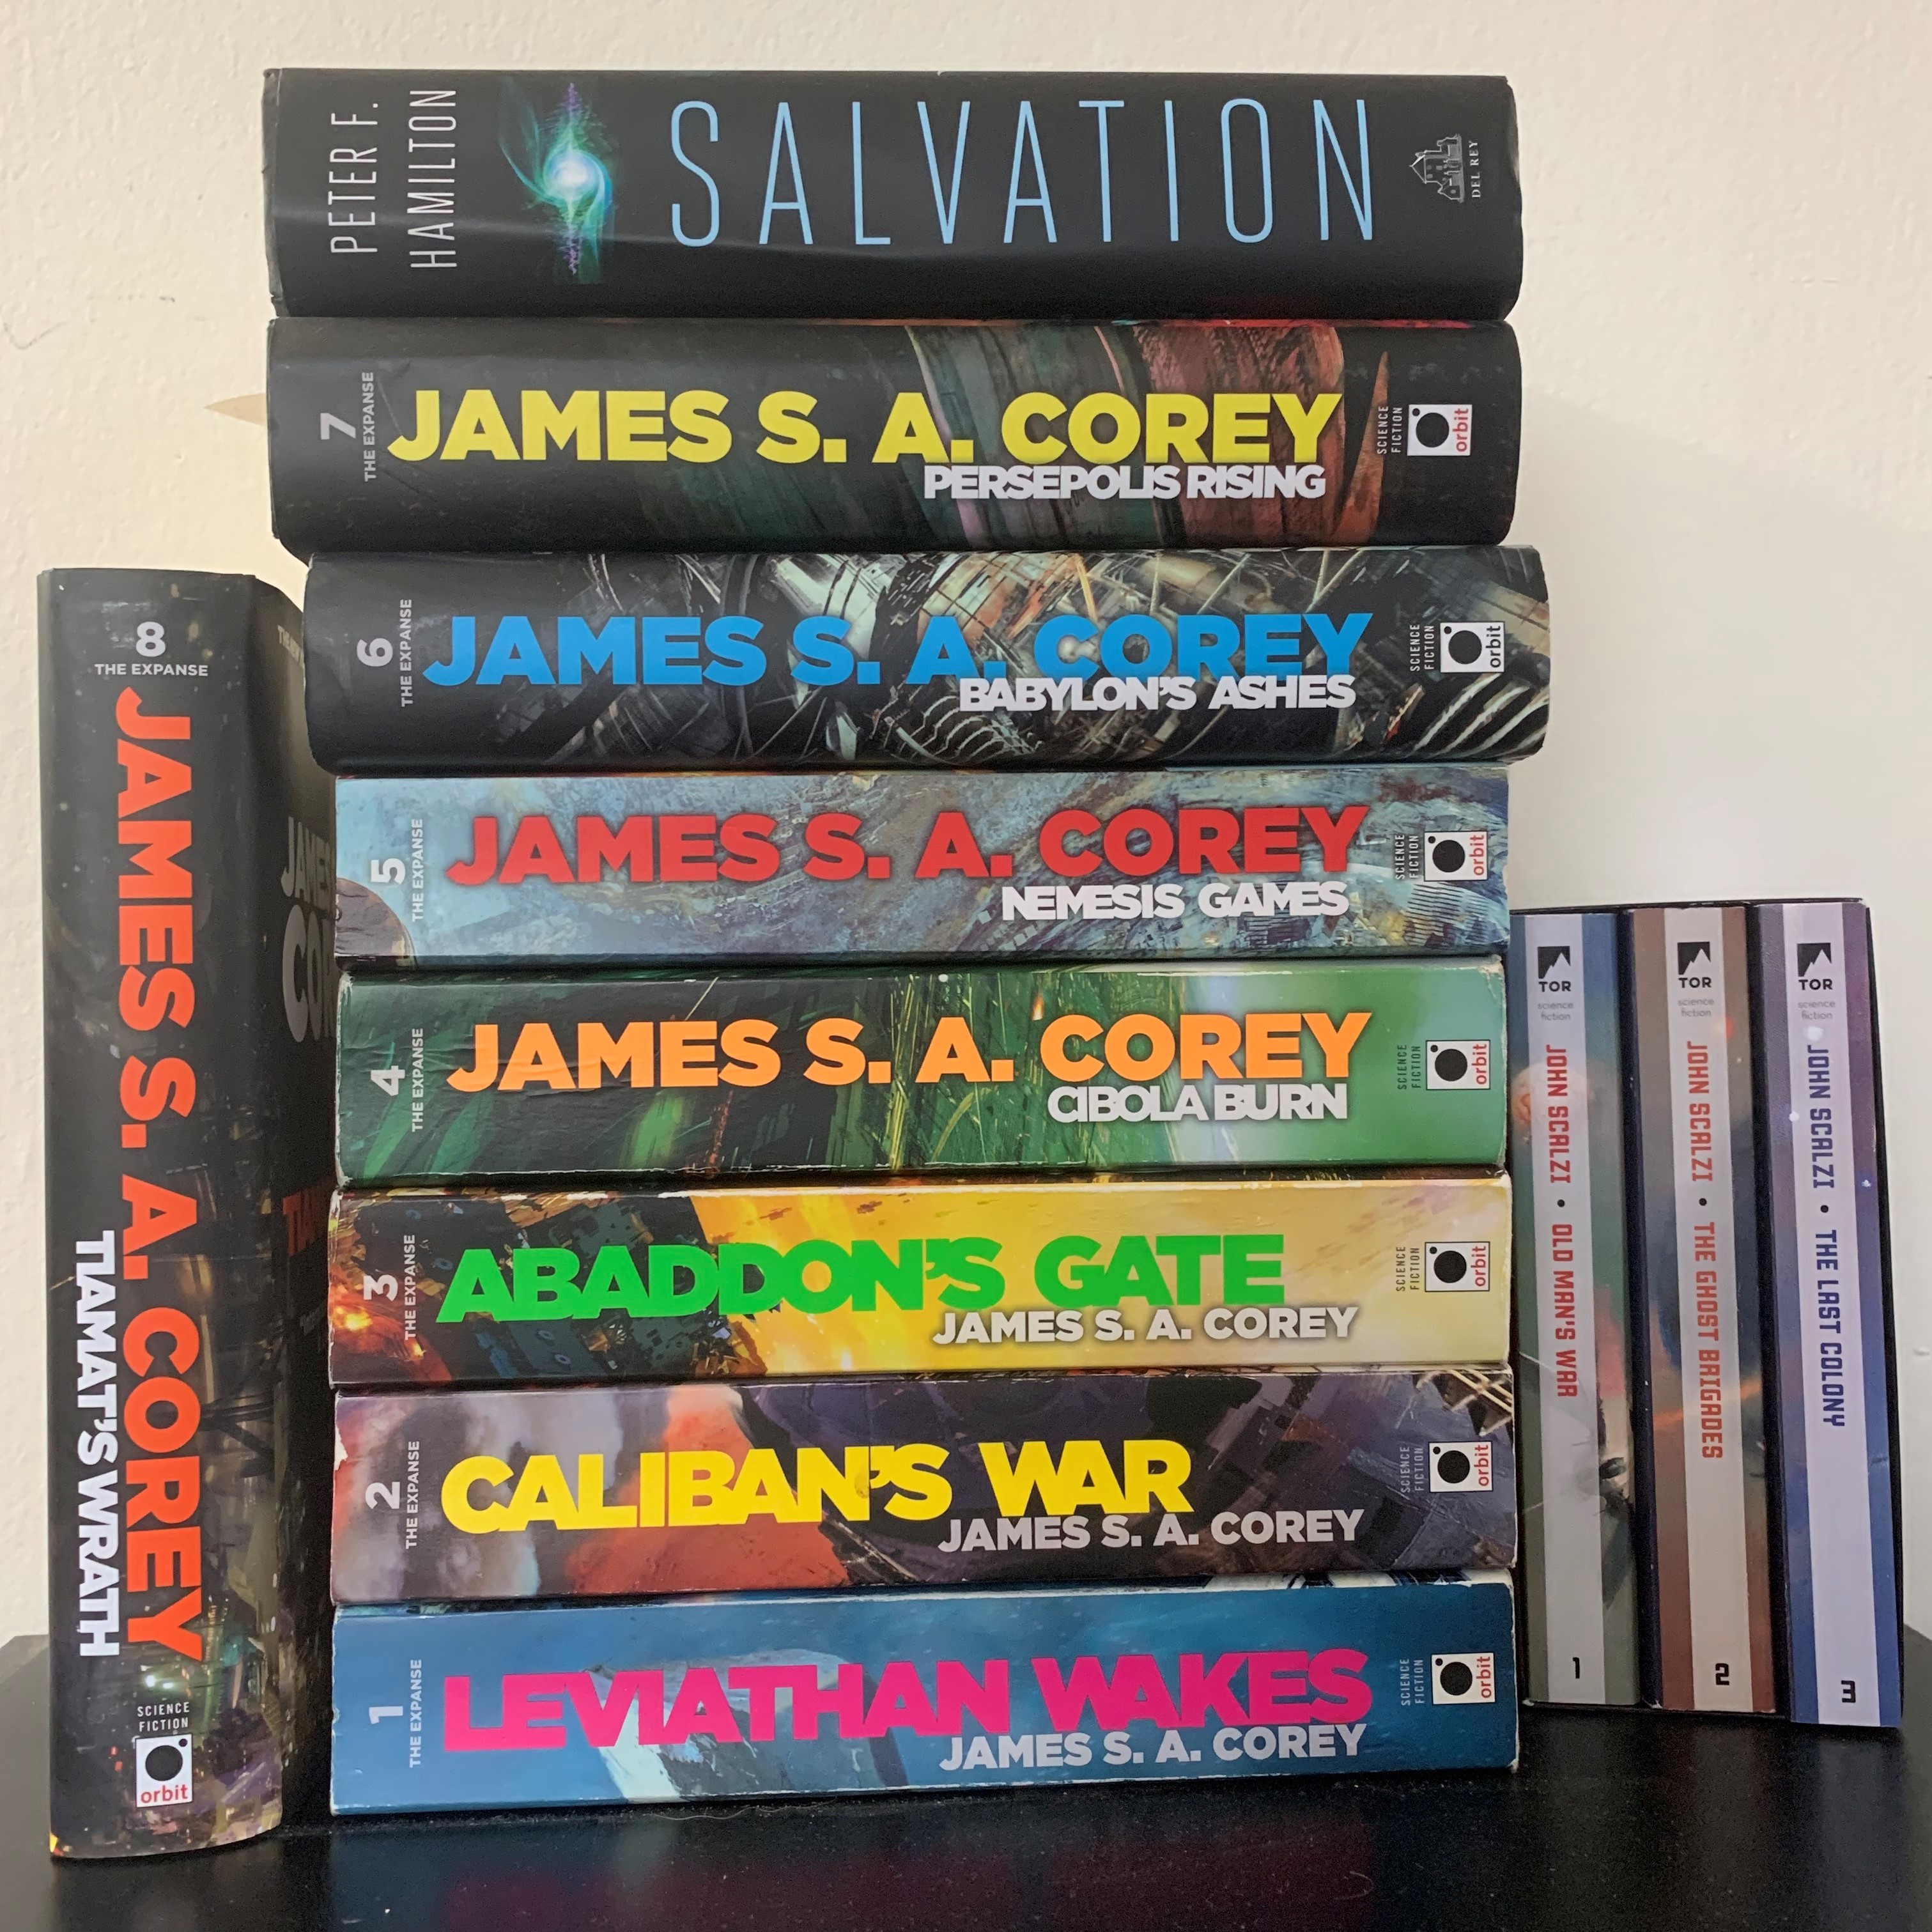 PETER F.
HAMILTON
SALVATION
DEL REY
7
THE EXPANSE
JAMES S. A. COREY
PERSEPOLIS RISING
SCIENCE
FICTION
orbit
6
THE EXPANSE
JAMES S. A. COREY
BABYLON'S ASHES
SCIENCE
FICTION
orbit
5
THE EXPANSE
JAMES S. A. COREY
NEMESIS GAMES
SCIENCE
FICTION
orbit
4
THE EXPANSE
JAMES S. A. COREY
CIBOLA BURN
SCIENCE
FICTION
orbit
3
THE EXPANSE
ABADDON'S GATE
JAMES S. A. COREY
SCIENCE
FICTION
orbit
2
THE EXPANSE
CALIBAN'S WAR
JAMES S. A. COREY
SCIENCE
FICTION
orbit
1
THE EXPANSE
LEVIATHAN WAKES
JAMES S. A. COREY
SCIENCE
FICTION
orbit
8
THE EXPANSE
JAMES S. A. COREY
TIAMAT'S WRATH
SCIENCE
FICTION
orbit
TOR
science
fiction
JOHN SCALZI • OLD MAN'S WAR
1
TOR
science
fiction
JOHN SCALZI • THE GHOST BRIGADES
2
TOR
science
fiction
JOHN SCALZI • THE LAST COLONY
3